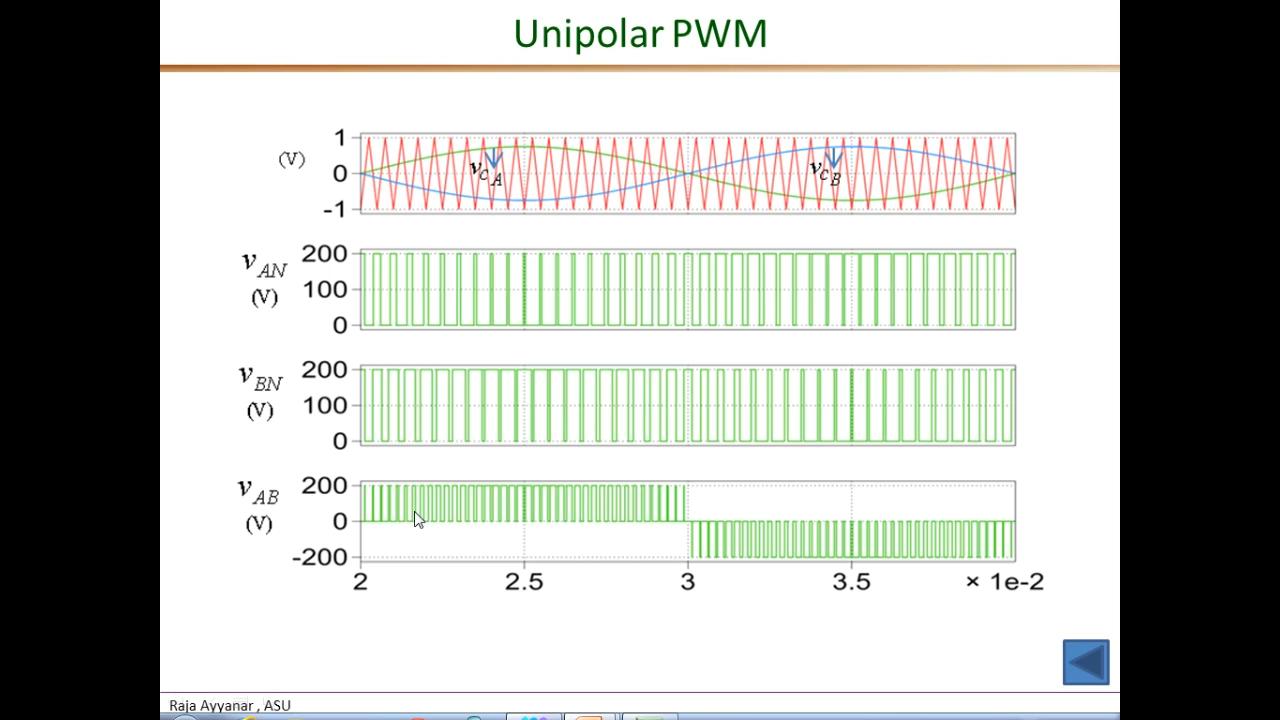 Unipolar PWM
(V)
1
0
-1
vcA
vcB
vAN
(V)
200
100
0
vBN
(V)
200
100
0
vAB
(V)
200
0
-200
2
2.5
3
3.5
× 1e-2
Raja Ayyanar , ASU